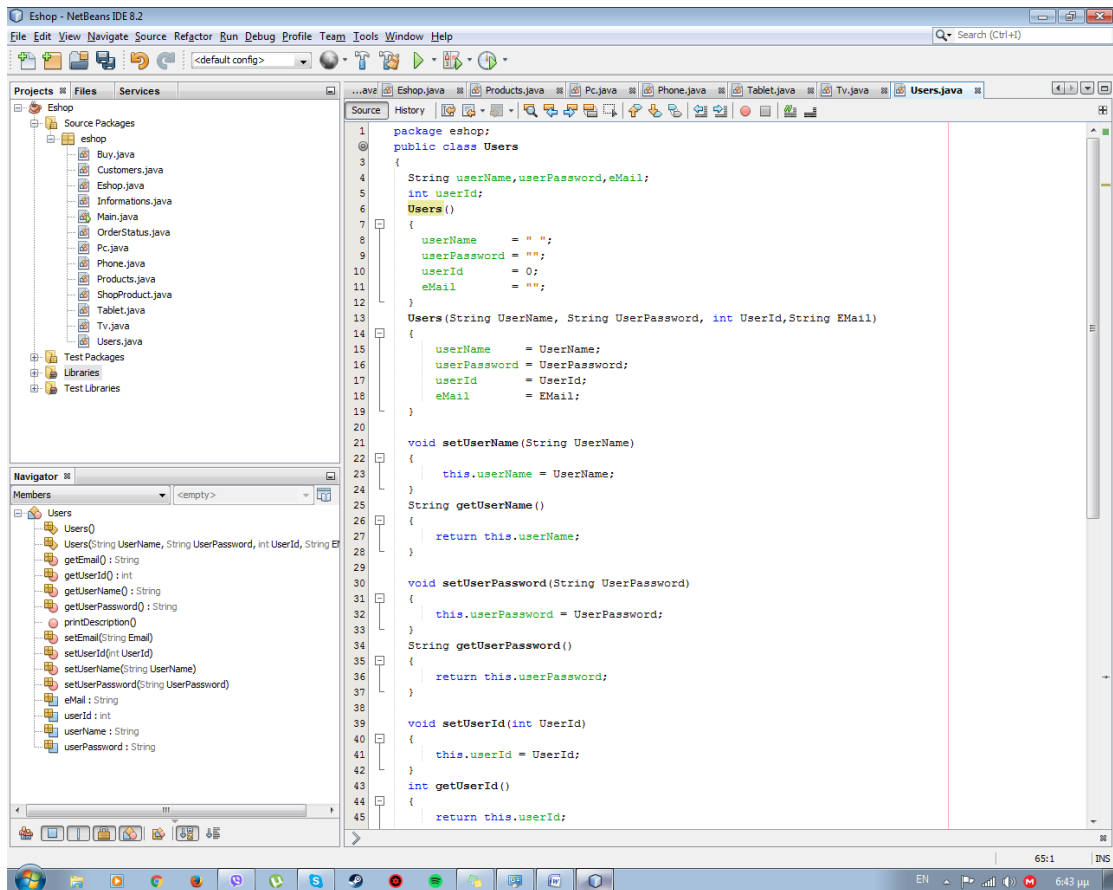 Eshop - NetBeans IDE 8.2
File Edit View Navigate Source Refactor Run Debug Profile Team Tools Window Help
Search (Ctrl+I)
<default config>
Projects Files Services
Eshop
Source Packages
eshop
Buy.java
Customers.java
Eshop.java
Informations.java
Main.java
OrderStatus.java
Pc.java
Phone.java
Products.java
ShopProduct.java
Tablet.java
Tv.java
Users.java
Test Packages
Libraries
Test Libraries
Navigator
Members <empty>
Users
Users()
Users(String UserName, String UserPassword, int UserId, String EM
getEmail() : String
getUserId() : int
getUserName() : String
getUserPassword() : String
printDescription()
setEmail(String Email)
setUserId(int UserId)
setUserName(String UserName)
setUserPassword(String UserPassword)
eMail : String
userId : int
userName : String
userPassword : String
...ava Eshop.java Products.java Pc.java Phone.java Tablet.java Tv.java Users.java
Source History
1 package eshop;
public class Users
3 {
4 String userName,userPassword,eMail;
5 int userId;
6 Users()
7 {
8 userName = " ";
9 userPassword = "";
10 userId = 0;
11 eMail = "";
12 }
13 Users(String UserName, String UserPassword, int UserId,String EMail)
14 {
15 userName = UserName;
16 userPassword = UserPassword;
17 userId = UserId;
18 eMail = EMail;
19 }
20
21 void setUserName(String UserName)
22 {
23 this.userName = UserName;
24 }
25 String getUserName()
26 {
27 return this.userName;
28 }
29
30 void setUserPassword(String UserPassword)
31 {
32 this.userPassword = UserPassword;
33 }
34 String getUserPassword()
35 {
36 return this.userPassword;
37 }
38
39 void setUserId(int UserId)
40 {
41 this.userId = UserId;
42 }
43 int getUserId()
44 {
45 return this.userId;
65:1 INS
EN 6:43 μμ